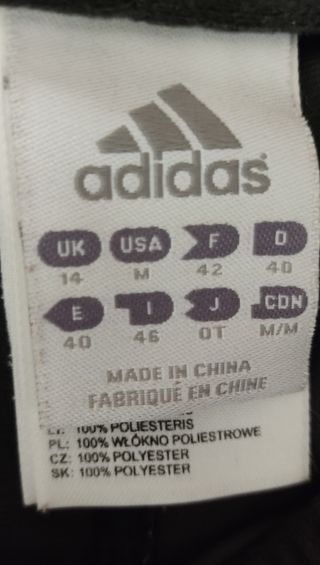 adidas
UK USA F D
14 M 42 40
E I J CDN
40 46 OT M/M
MADE IN CHINA
FABRIQUÉ EN CHINE
100% POLIESTERIS
PL: 100% WŁÓKNO POLIESTROWE
CZ: 100% POLYESTER
SK: 100% POLYESTER